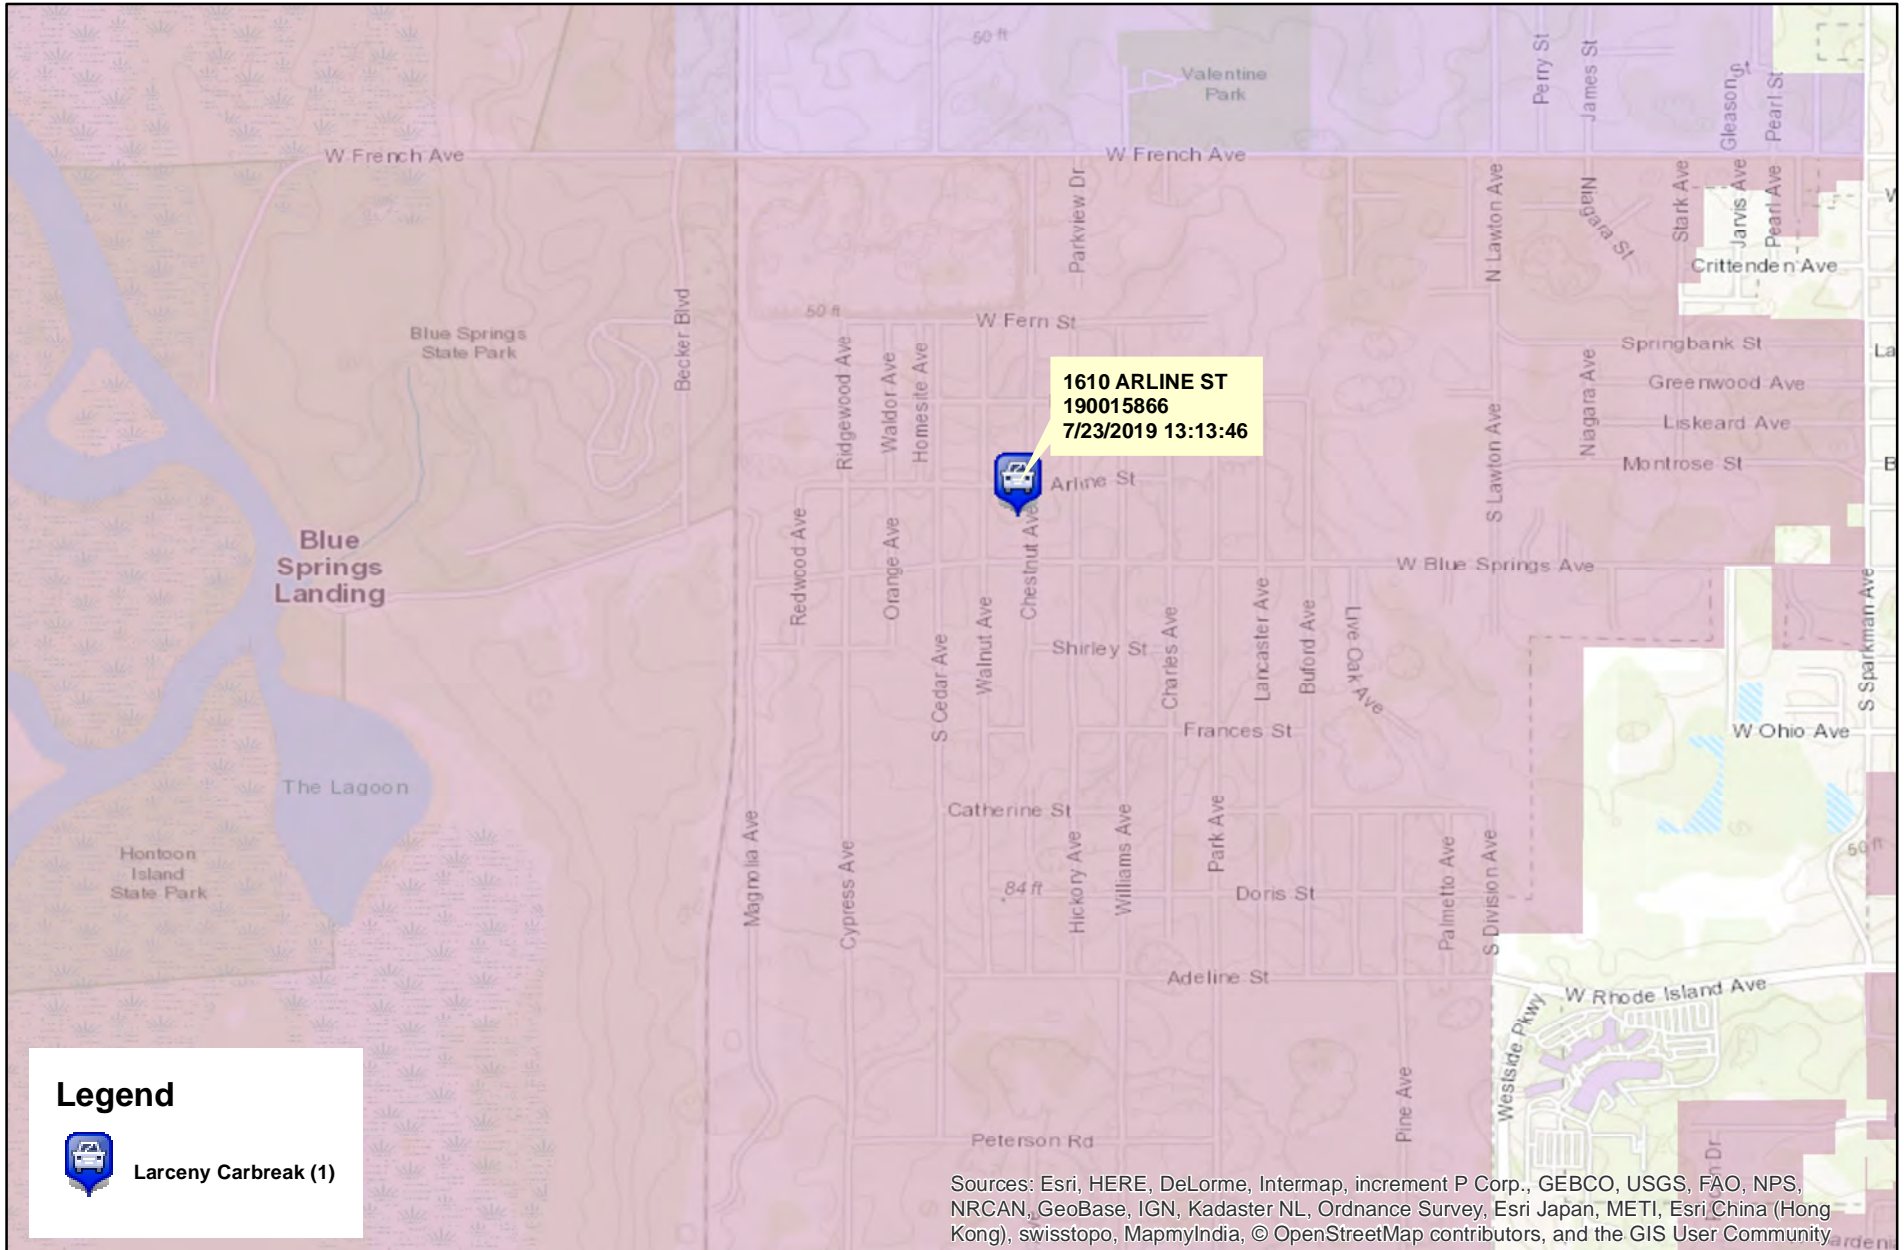 50 ft
Valentine
Park
Perry St
James St
Gleason St
Pearl St
W French Ave
W French Ave
Parkview Dr
N Lawton Ave
Niagara St
Stark Ave
Jarvis Ave
Pearl Ave
W
Crittenden Ave
Becker Blvd
50 ft
W Fern St
Blue Springs
State Park
Springbank St
La
Greenwood Ave
Ridgewood Ave
Waldor Ave
Homesite Ave
1610 ARLINE ST
190015866
7/23/2019 13:13:46
Niagara Ave
Liskeard Ave
S Lawton Ave
Montrose St
B
Arline St
Redwood Ave
Orange Ave
Chestnut Ave
Blue
Springs
Landing
W Blue Springs Ave
Walnut Ave
Lancaster Ave
Buford Ave
Live Oak Ave
S Sparkman Ave
S Cedar Ave
Shirley St
Charles Ave
Frances St
W Ohio Ave
The Lagoon
Catherine St
Magnolia Ave
Cypress Ave
Hickory Ave
Williams Ave
Park Ave
Palmetto Ave
S Division Ave
50 ft
Hontoon
Island
State Park
84 ft
Doris St
Adeline St
W Rhode Island Ave
Westside Pkwy
Pine Ave
Peterson Rd
Legend
Larceny Carbreak (1)
Sources: Esri, HERE, DeLorme, Intermap, increment P Corp., GEBCO, USGS, FAO, NPS,
NRCAN, GeoBase, IGN, Kadaster NL, Ordnance Survey, Esri Japan, METI, Esri China (Hong
Kong), swisstopo, MapmyIndia, © OpenStreetMap contributors, and the GIS User Community